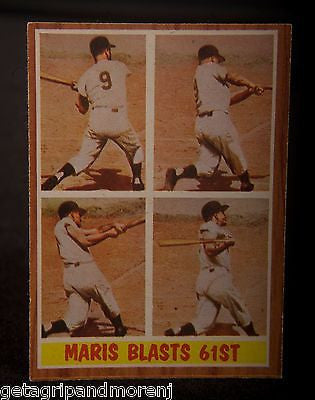 9
MARIS BLASTS 61ST
getagripandmorenj